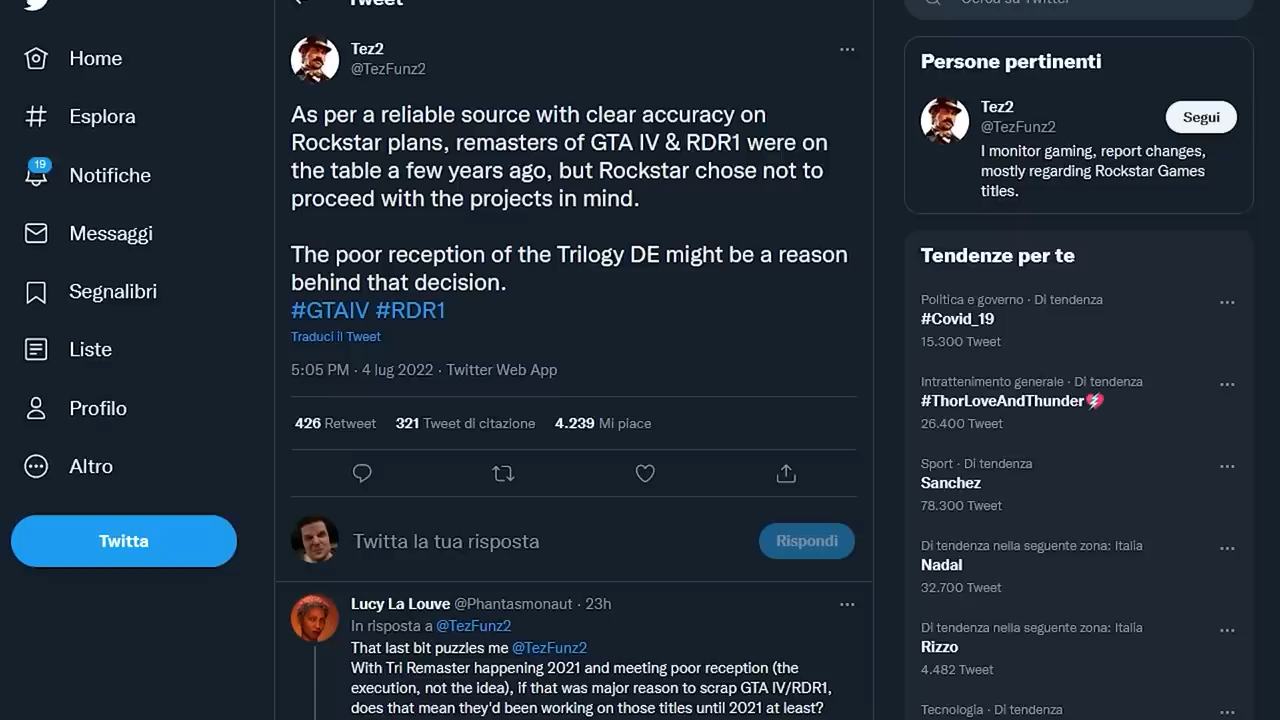 Tweet
Cerca su Twitter
Home
Esplora
19
Notifiche
Messaggi
Segnalibri
Liste
Profilo
Altro
Twitta
Tez2
@TezFunz2
As per a reliable source with clear accuracy on
Rockstar plans, remasters of GTA IV & RDR1 were on
the table a few years ago, but Rockstar chose not to
proceed with the projects in mind.
The poor reception of the Trilogy DE might be a reason
behind that decision.
#GTAIV #RDR1
Traduci il Tweet
5:05 PM · 4 lug 2022 · Twitter Web App
426 Retweet 321 Tweet di citazione 4.239 Mi piace
Twitta la tua risposta
Rispondi
Lucy La Louve @Phantasmonaut · 23h
In risposta a @TezFunz2
That last bit puzzles me @TezFunz2
With Tri Remaster happening 2021 and meeting poor reception (the
execution, not the idea), if that was major reason to scrap GTA IV/RDR1,
does that mean they'd been working on those titles until 2021 at least?
Persone pertinenti
Tez2
@TezFunz2
Segui
I monitor gaming, report changes,
mostly regarding Rockstar Games
titles.
Tendenze per te
Politica e governo · Di tendenza
#Covid_19
15.300 Tweet
Intrattenimento generale · Di tendenza
#ThorLoveAndThunder
26.400 Tweet
Sport · Di tendenza
Sanchez
78.300 Tweet
Di tendenza nella seguente zona: Italia
Nadal
32.700 Tweet
Di tendenza nella seguente zona: Italia
Rizzo
4.482 Tweet
Tecnologia · Di tendenza